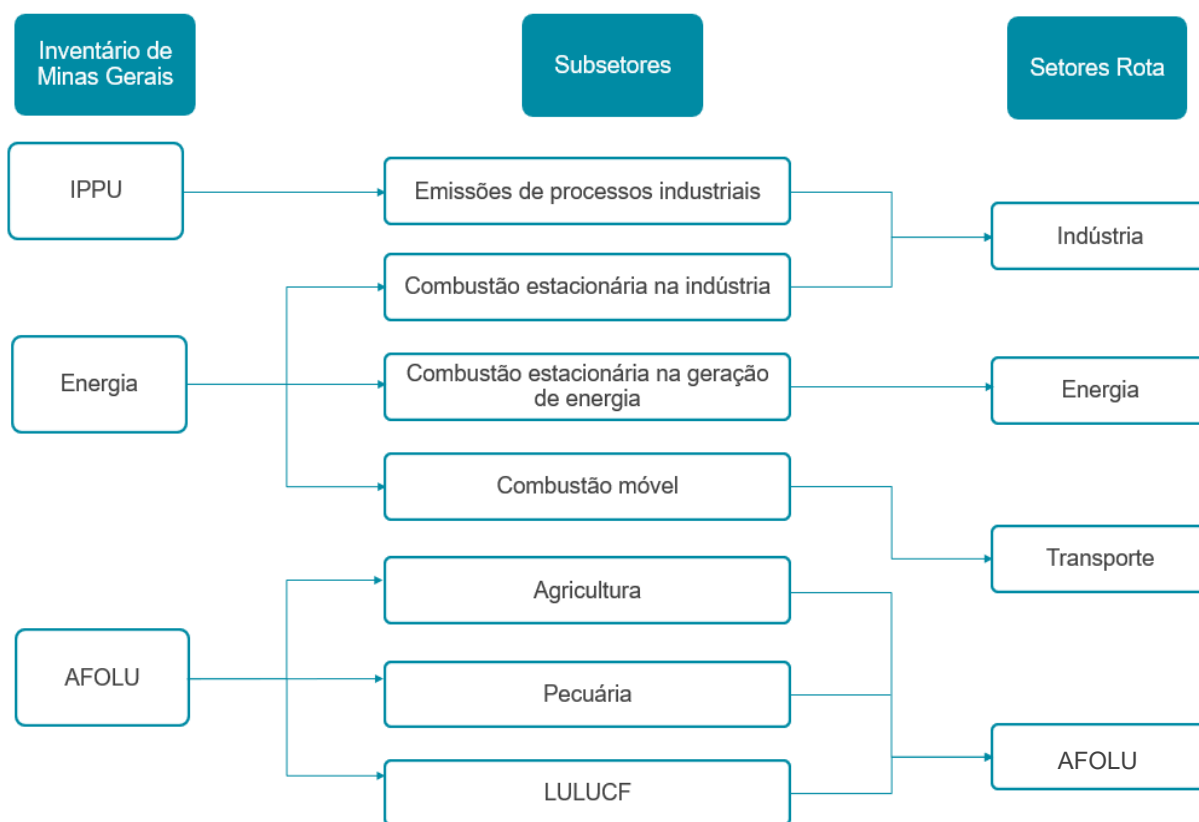 Inventário de
Minas Gerais
Subsetores
Setores Rota
IPPU
Emissões de processos industriais
Indústria
Combustão estacionária na indústria
Energia
Combustão estacionária na geração
de energia
Energia
Combustão móvel
Transporte
Agricultura
AFOLU
Pecuária
AFOLU
LULUCF